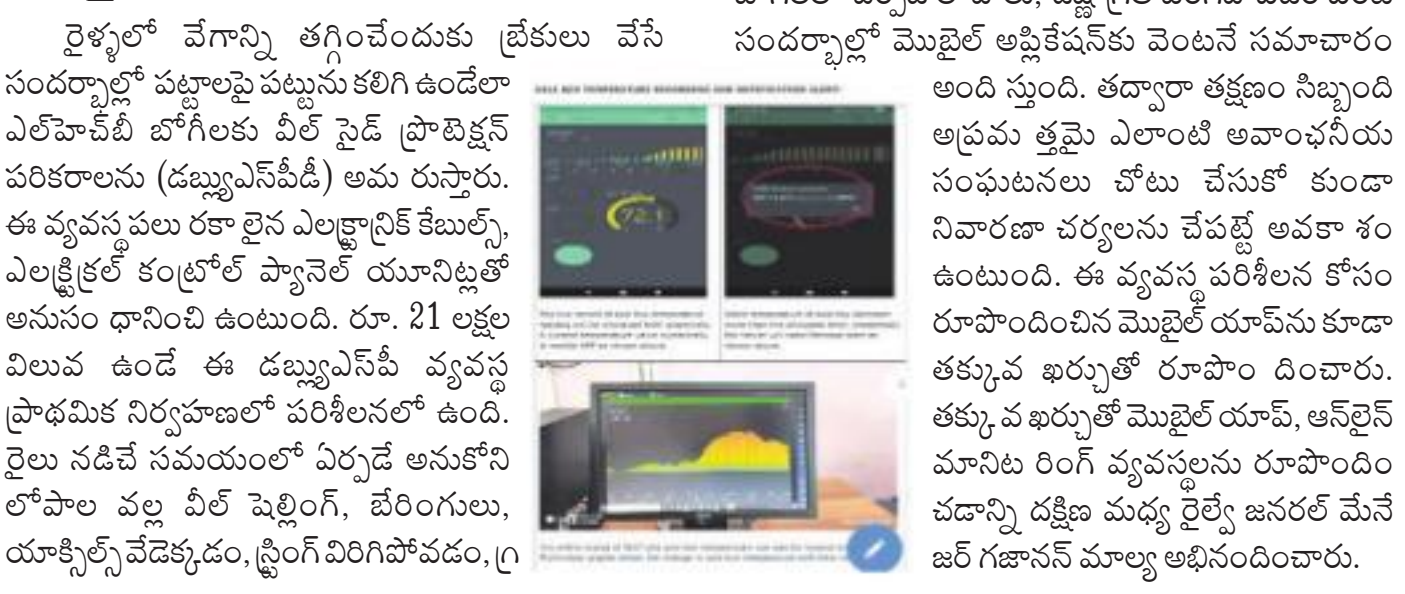 రైళ్ళలో వేగాన్ని తగ్గించేందుకు బ్రేకులు వేసే
సందర్భాల్లో పట్టాలపై పట్టును కలిగి ఉండేలా
ఎల్‌హెచ్‌బీ బోగీలకు వీల్ సైడ్ ప్రొటెక్షన్
పరికరాలను (డబ్ల్యుఎస్‌పీడీ) అమ రుస్తారు.
ఈ వ్యవస్థ పలు రకా లైన ఎలక్ట్రానిక్ కేబుల్స్,
ఎలక్ట్రికల్ కంట్రోల్ ప్యానెల్ యూనిట్లతో
అనుసం ధానించి ఉంటుంది. రూ. 21 లక్షల
విలువ ఉండే ఈ డబ్ల్యుఎస్‌పీ వ్యవస్థ
ప్రాథమిక నిర్వహణలో పరిశీలనలో ఉంది.
రైలు నడిచే సమయంలో ఏర్పడే అనుకోని
లోపాల వల్ల వీల్ షెల్లింగ్, బేరింగులు,
యాక్సిల్స్ వేడెక్కడం, స్ట్రింగ్ విరిగిపోవడం, గ్ర
సందర్భాల్లో మొబైల్ అప్లికేషన్‌కు వెంటనే సమాచారం
అంది స్తుంది. తద్వారా తక్షణం సిబ్బంది
అప్రమ త్తమై ఎలాంటి అవాంఛనీయ
సంఘటనలు చోటు చేసుకో కుండా
నివారణా చర్యలను చేపట్టే అవకా శం
ఉంటుంది. ఈ వ్యవస్థ పరిశీలన కోసం
రూపొందించిన మొబైల్ యాప్‌ను కూడా
తక్కువ ఖర్చుతో రూపొం దించారు.
తక్కు వ ఖర్చుతో మొబైల్ యాప్, ఆన్‌లైన్
మానిట రింగ్ వ్యవస్థలను రూపొందిం
చడాన్ని దక్షిణ మధ్య రైల్వే జనరల్ మేనే
జర్ గజానన్ మాల్య అభినందించారు.